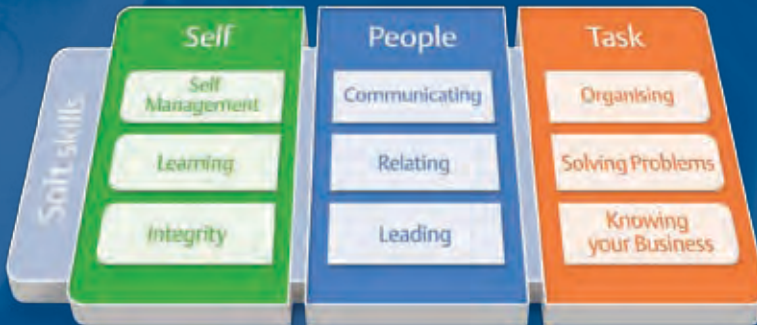 Soft skills
Self
Self
Management
Learning
Integrity
People
Communicating
Relating
Leading
Task
Organising
Solving Problems
Knowing
your Business